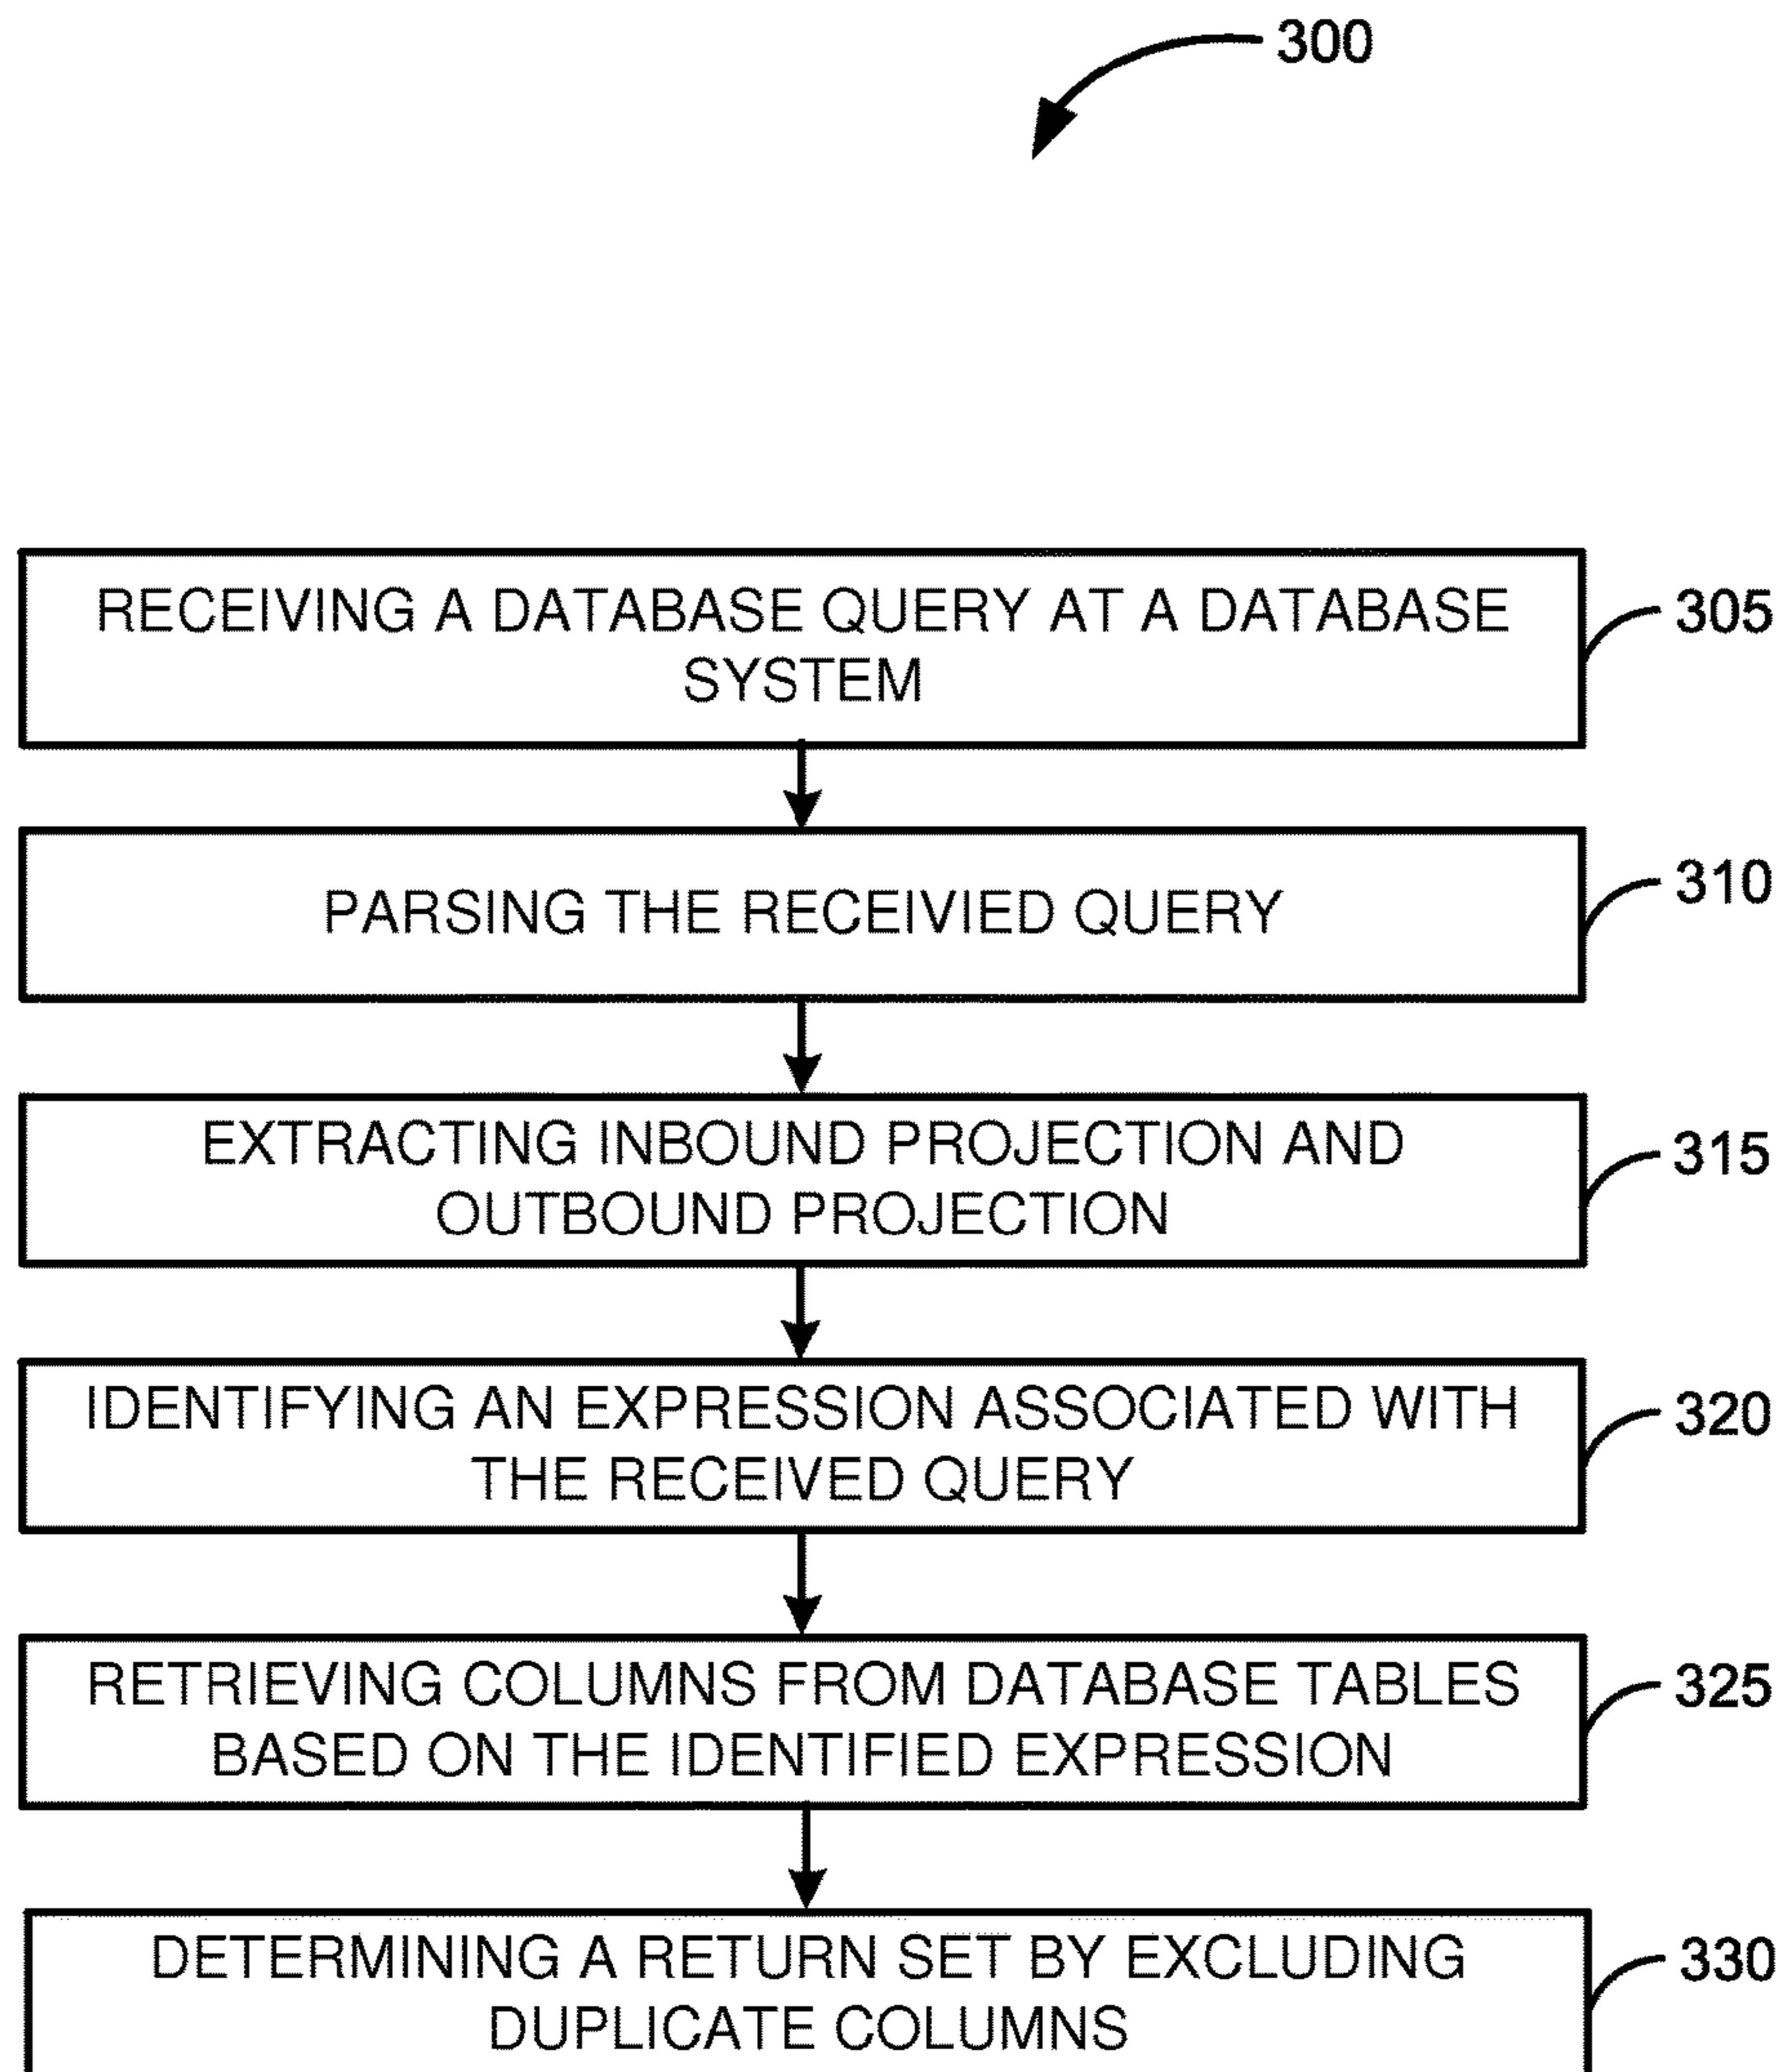 300
RECEIVING A DATABASE QUERY AT A DATABASE
SYSTEM
305
PARSING THE RECEIVIED QUERY
310
EXTRACTING INBOUND PROJECTION AND
OUTBOUND PROJECTION
315
IDENTIFYING AN EXPRESSION ASSOCIATED WITH
THE RECEIVED QUERY
320
RETRIEVING COLUMNS FROM DATABASE TABLES
BASED ON THE IDENTIFIED EXPRESSION
325
DETERMINING A RETURN SET BY EXCLUDING
DUPLICATE COLUMNS
330